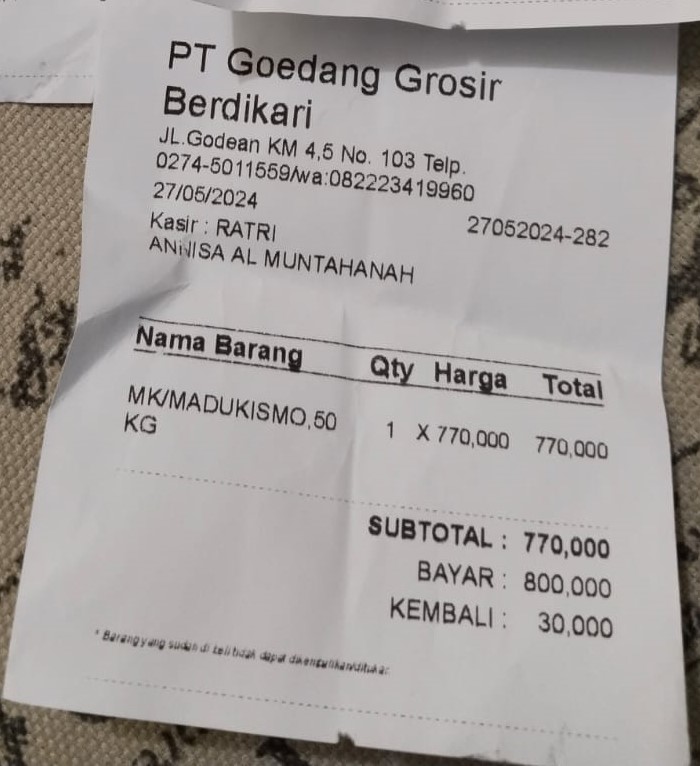 PT Goedang Grosir
Berdikari
JL.Godean KM 4,5 No. 103 Telp.
0274-5011559/wa:082223419960
27/05/2024 27052024-282
Kasir : RATRI
ANNISA AL MUNTAHANAH
Nama Barang Qty Harga Total
MK/MADUKISMO,50 1 X 770,000 770,000
KG
SUBTOTAL : 770,000
BAYAR : 800,000
KEMBALI : 30,000
* Barang yang sudah di beli tidak dapat dikembalikan/ditukar